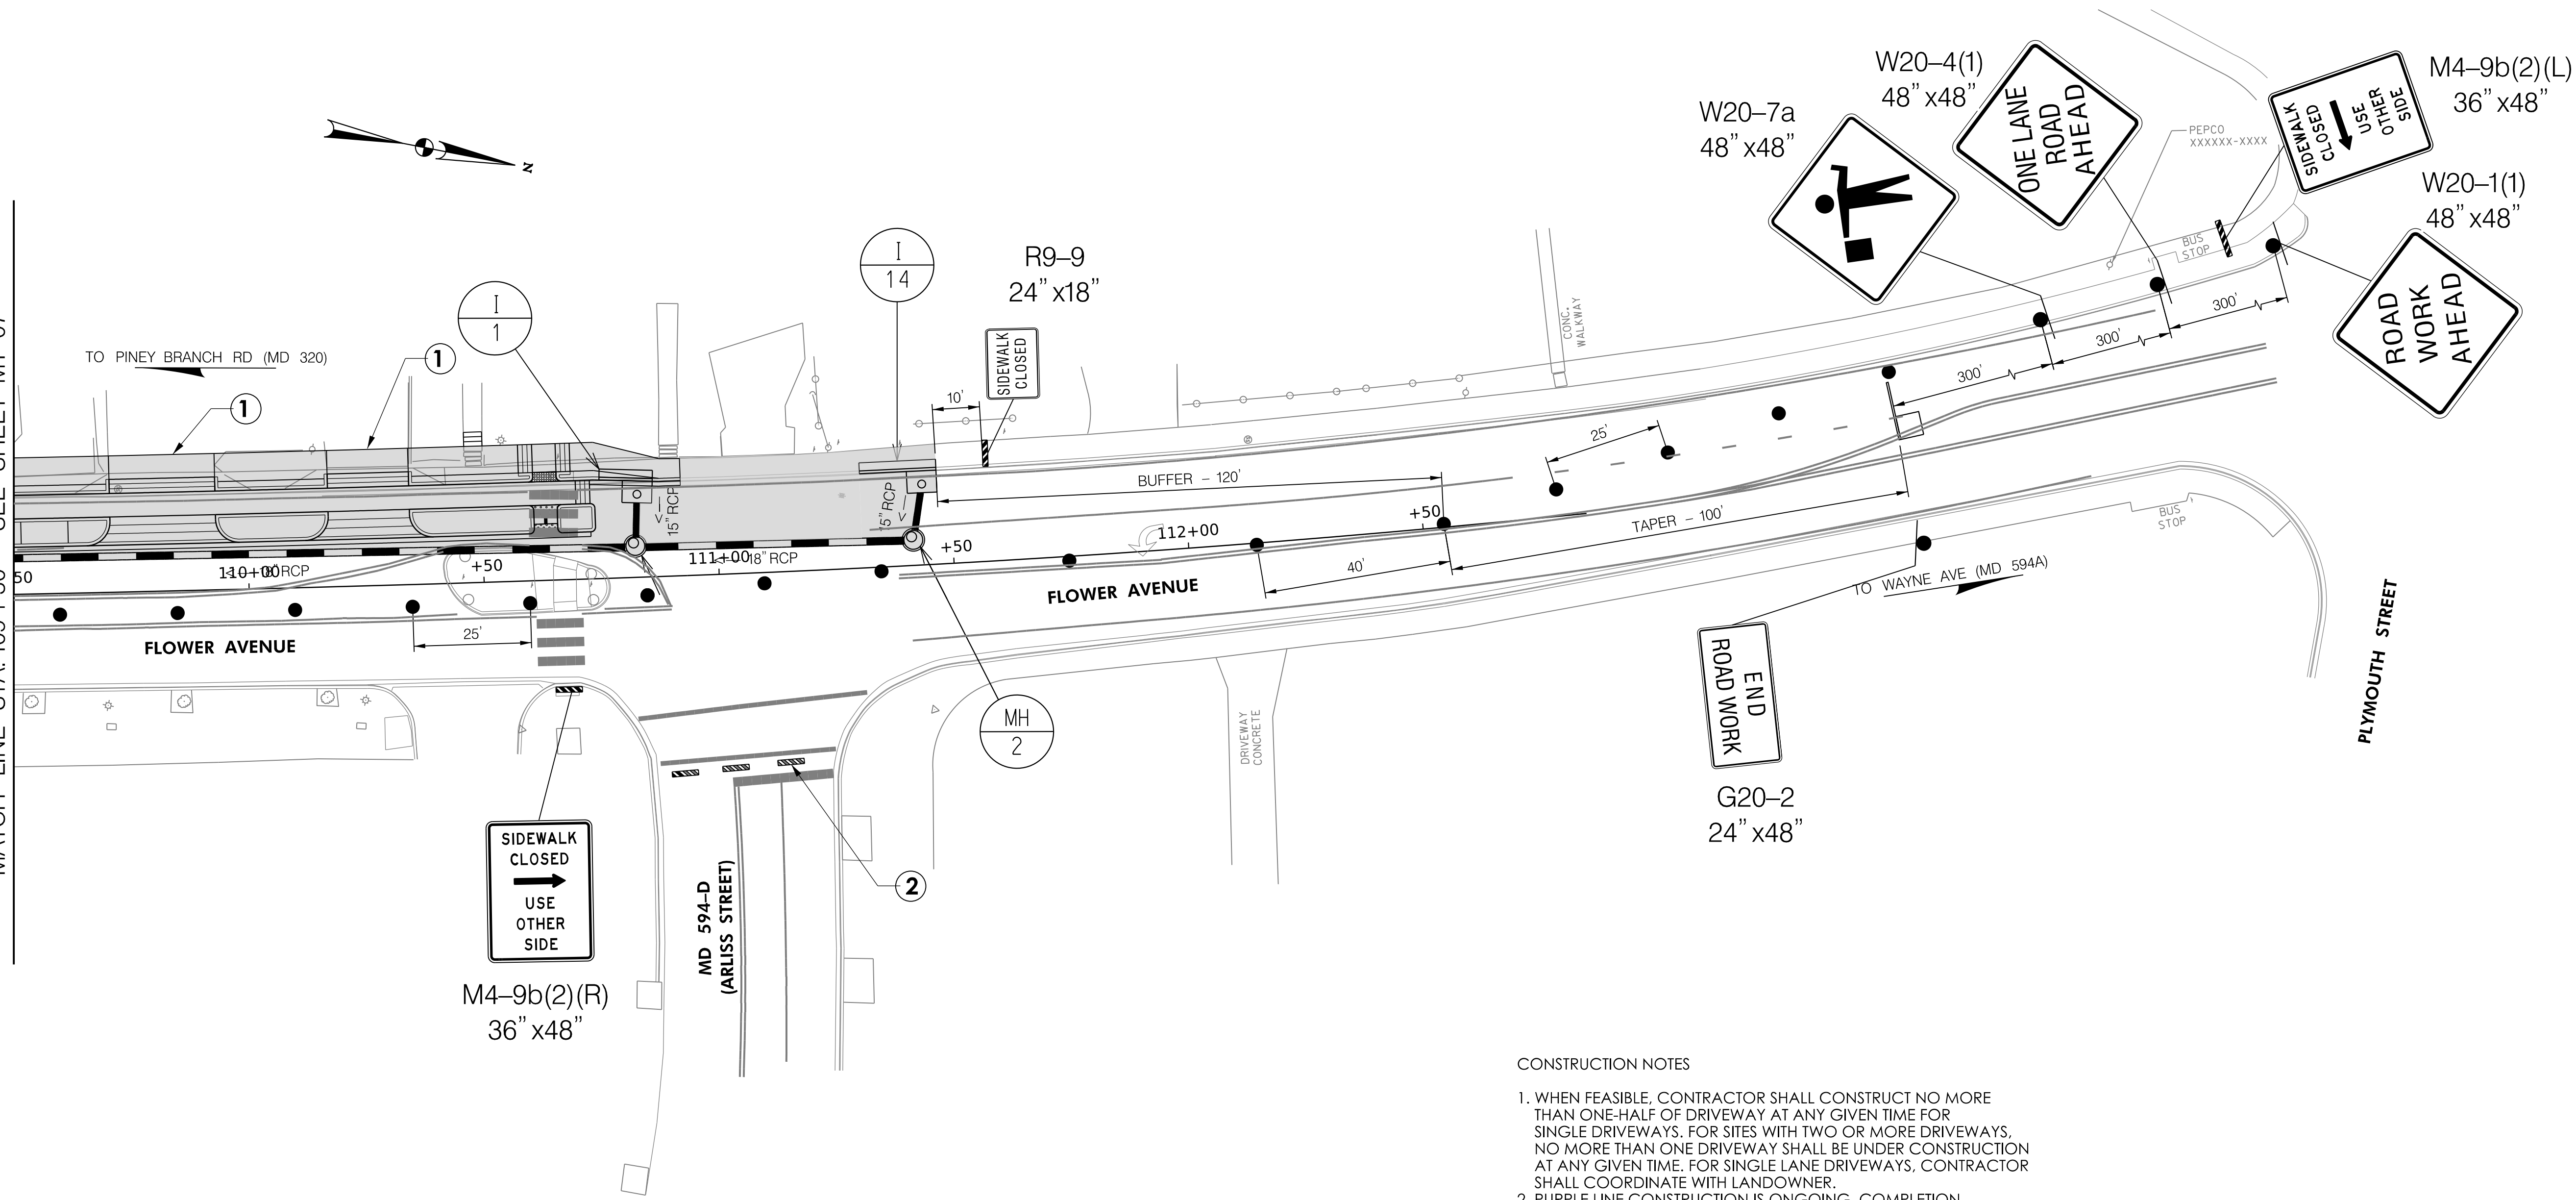 W20–4(1)
48" x48"
M4–9b(2)(L)
36" x48"
W20–7a
48" x48"
ONE LANE
ROAD
AHEAD
SIDEWALK
CLOSED
USE
OTHER
SIDE
PEPCO
XXXXXX-XXXX
W20–1(1)
48" x48"
ROAD
WORK
AHEAD
BUS
STOP
300'
300'
300'
N
I
14
R9–9
24" x18"
SIDEWALK
CLOSED
I
1
TO PINEY BRANCH RD (MD 320)
1
1
10'
CONC.
WALKWAY
25'
BUFFER – 120'
TAPER – 100'
15" RCP
15" RCP
50
110+00
18" RCP
+50
111+00
18" RCP
+50
112+00
+50
40'
25'
FLOWER AVENUE
FLOWER AVENUE
TO WAYNE AVE (MD 594A)
BUS
STOP
PLYMOUTH STREET
END
ROAD WORK
G20–2
24" x48"
MH
2
DRIVEWAY
CONCRETE
2
MD 594–D
(ARLISS STREET)
SIDEWALK
CLOSED
USE
OTHER
SIDE
M4–9b(2)(R)
36" x48"
CONSTRUCTION NOTES
1. WHEN FEASIBLE, CONTRACTOR SHALL CONSTRUCT NO MORE
THAN ONE-HALF OF DRIVEWAY AT ANY GIVEN TIME FOR
SINGLE DRIVEWAYS. FOR SITES WITH TWO OR MORE DRIVEWAYS,
NO MORE THAN ONE DRIVEWAY SHALL BE UNDER CONSTRUCTION
AT ANY GIVEN TIME. FOR SINGLE LANE DRIVEWAYS, CONTRACTOR
SHALL COORDINATE WITH LANDOWNER.
2. PURPLE LINE CONSTRUCTION IS ONGOING. COMPLETION